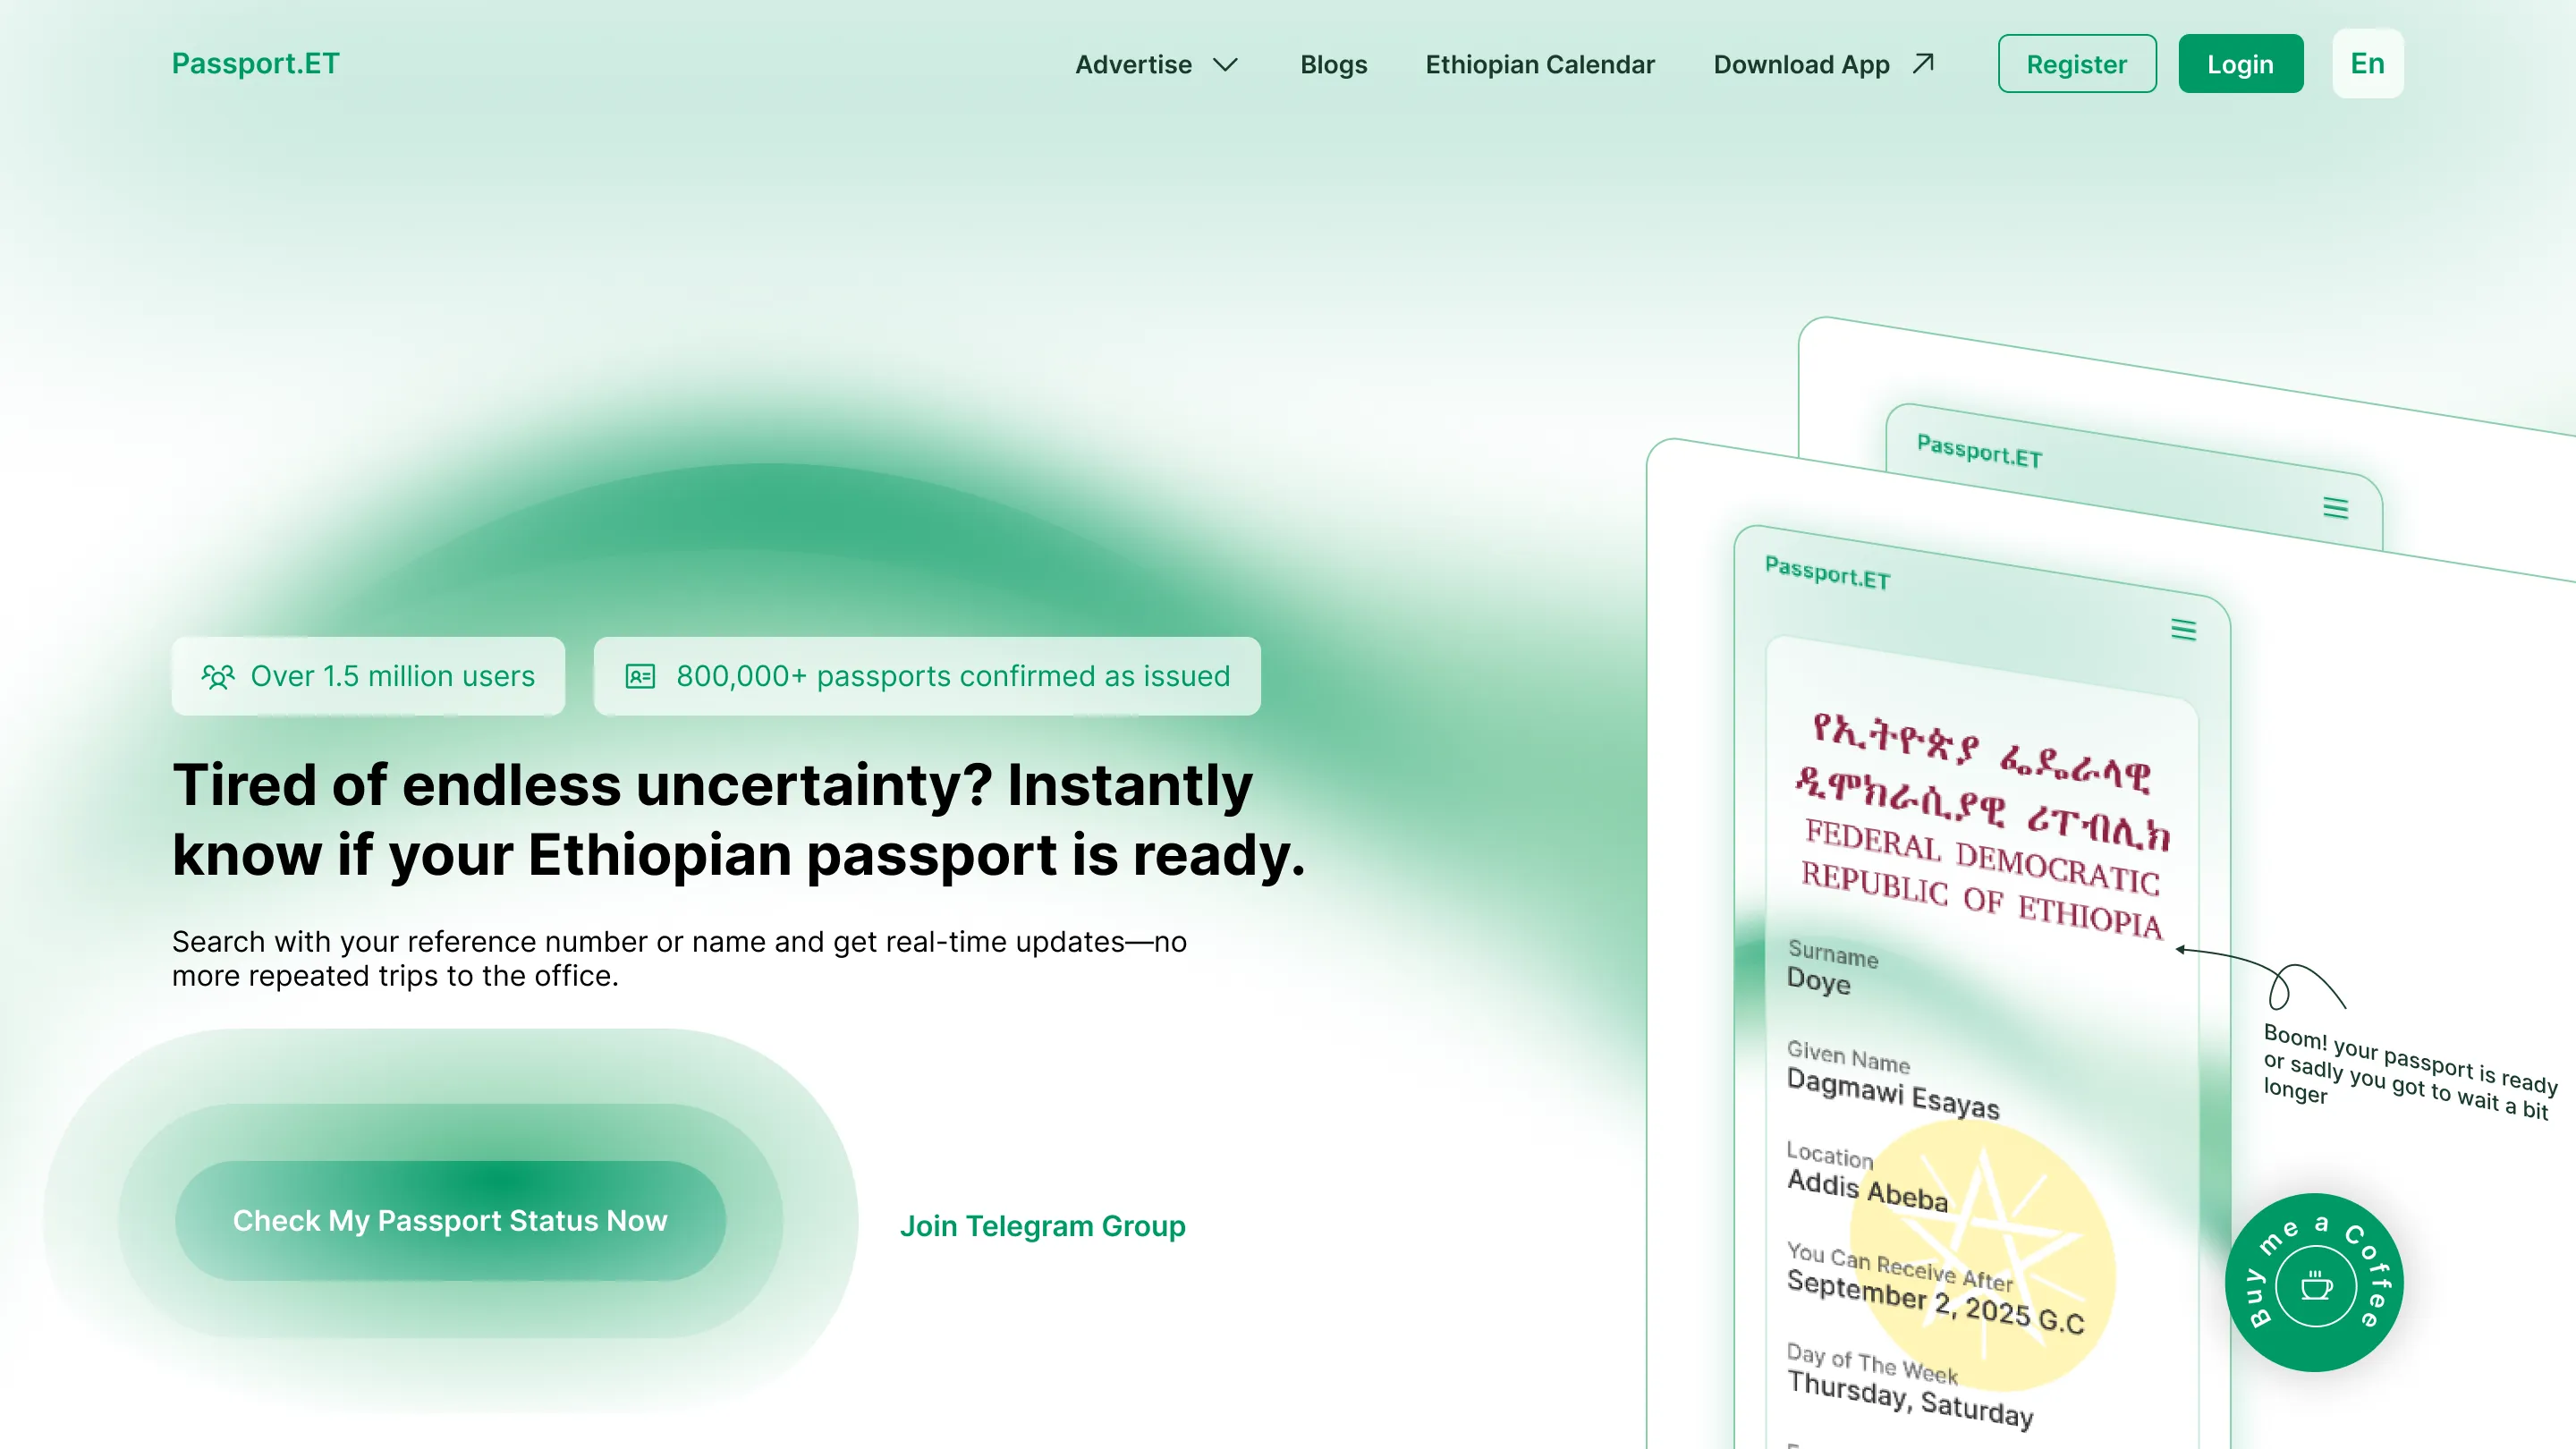 Passport.ET
Advertise
Blogs
Ethiopian Calendar
Download App
Register
Login
En
Over 1.5 million users
800,000+ passports confirmed as issued
Tired of endless uncertainty? Instantly
know if your Ethiopian passport is ready.
Search with your reference number or name and get real-time updates—no
more repeated trips to the office.
Check My Passport Status Now
Join Telegram Group
Passport.ET
Passport.ET
የኢትዮጵያ ፌዴራላዊ
ዲሞክራሲያዊ ሪፐብሊክ
FEDERAL DEMOCRATIC
REPUBLIC OF ETHIOPIA
Surname
Doye
Given Name
Dagmawi Esayas
Location
Addis Abeba
You Can Receive After
September 2, 2025 G.C
Day of The Week
Thursday, Saturday
Boom! your passport is ready
or sadly you got to wait a bit
longer
Buy me a Coffee